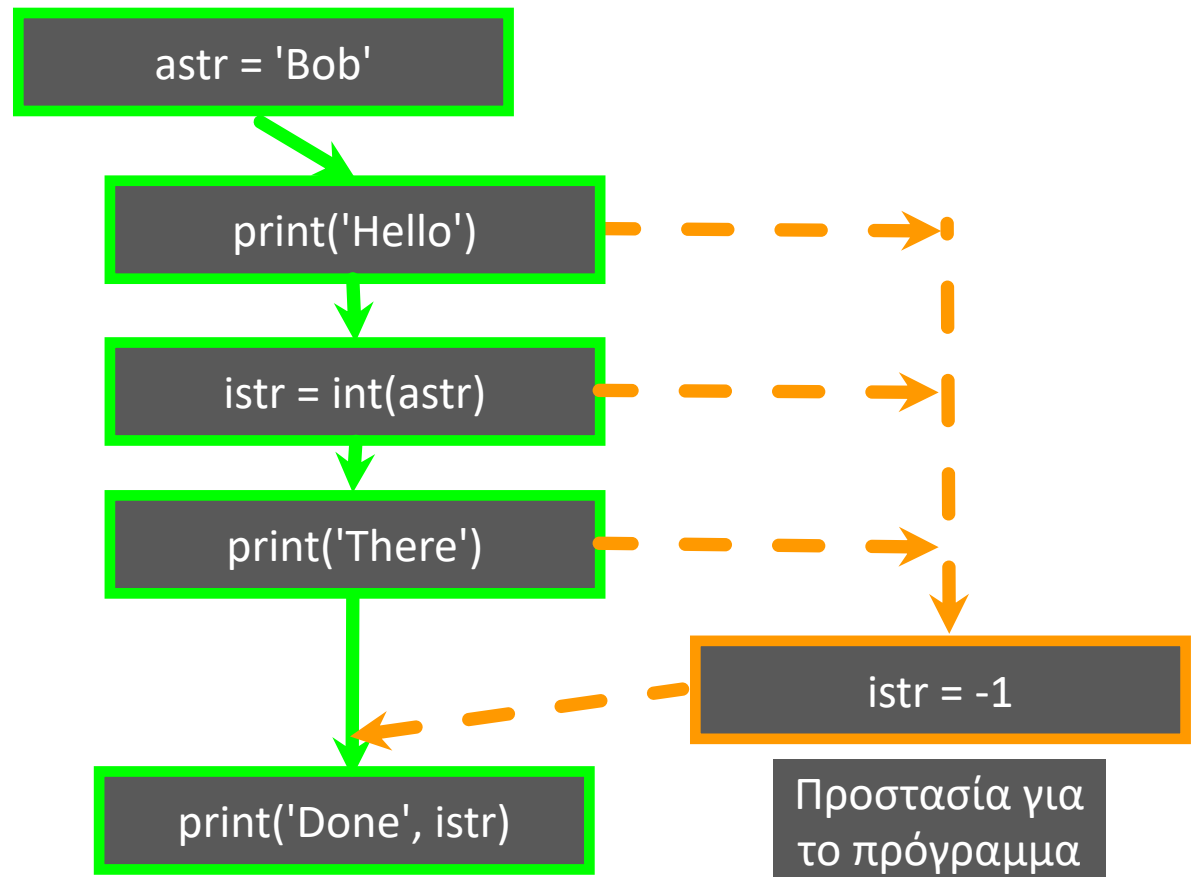 astr = 'Bob'
print('Hello')
istr = int(astr)
print('There')
istr = -1
print('Done', istr)
Προστασία για
το πρόγραμμα